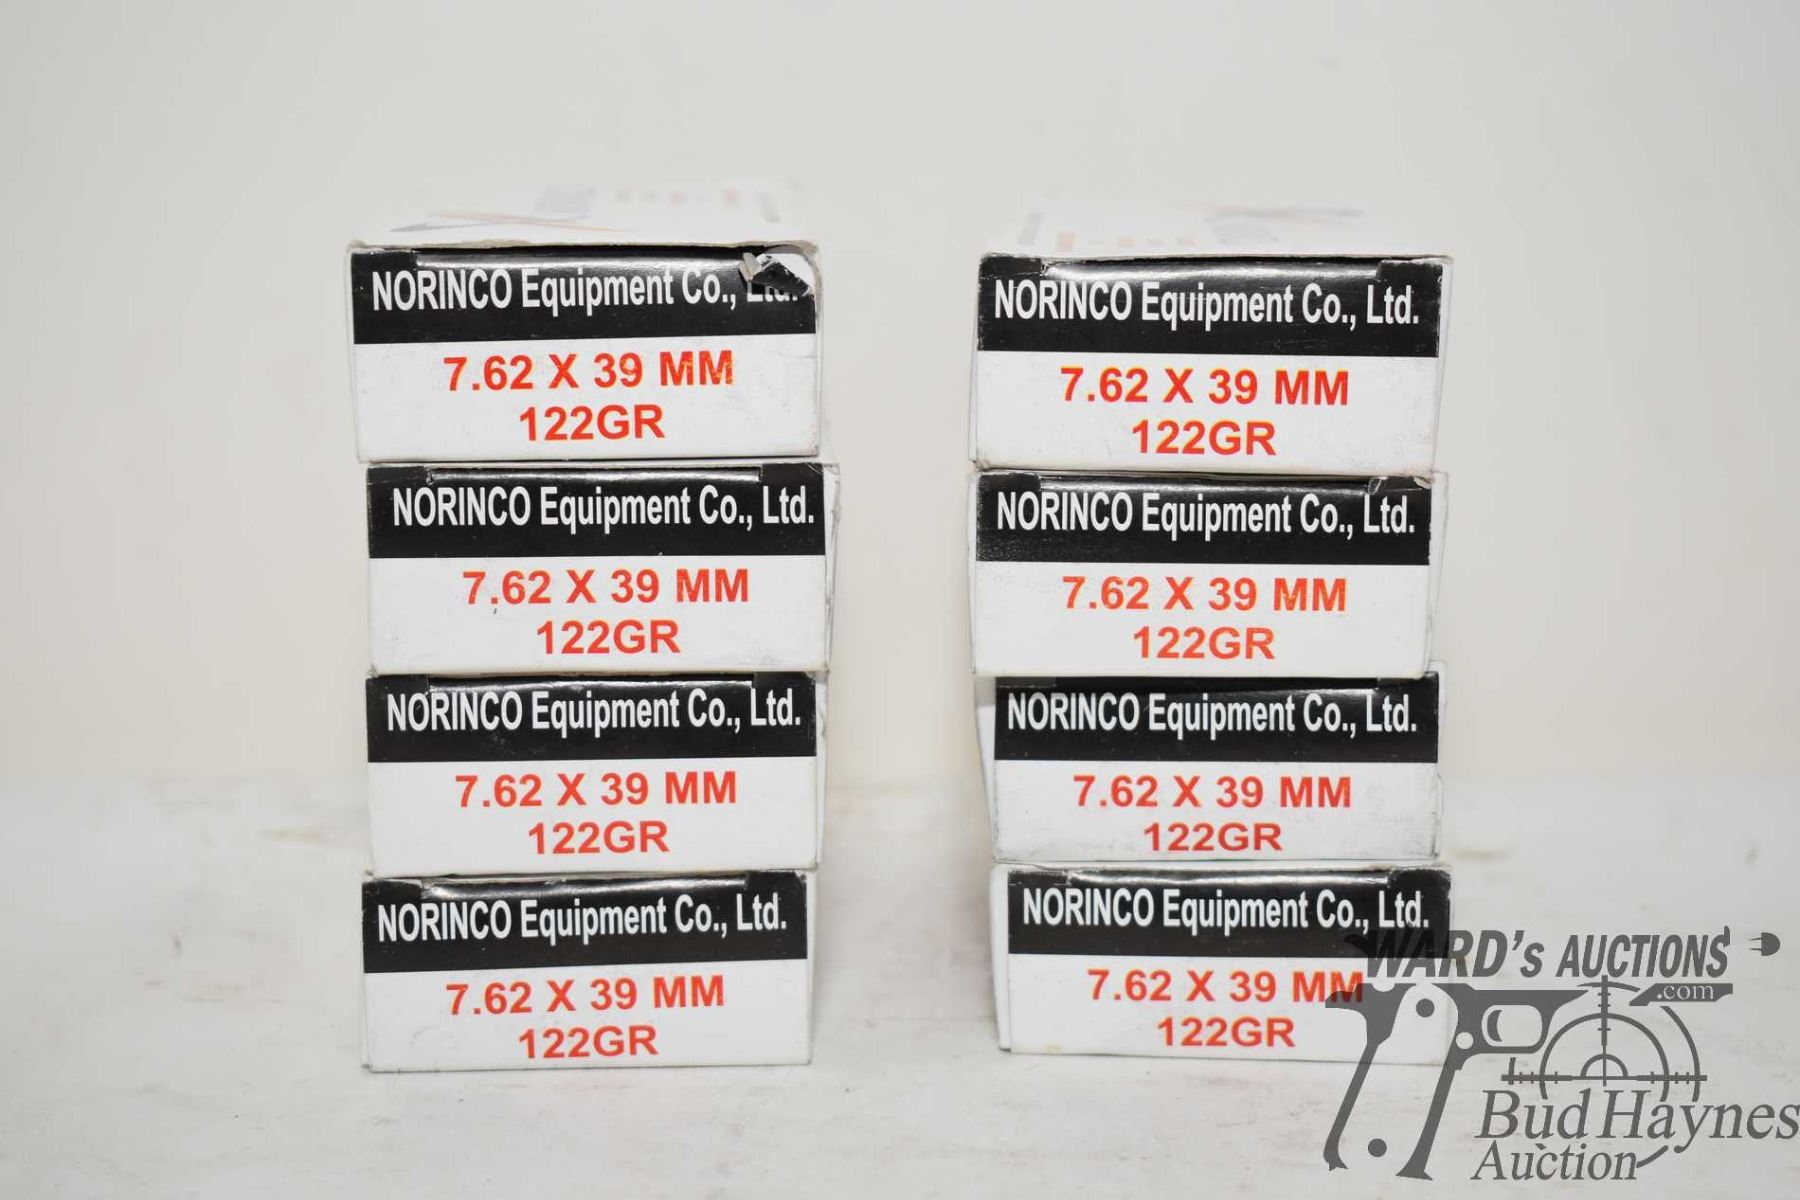 NORINCO Equipment Co., Ltd.
7.62 X 39 MM
122GR
NORINCO Equipment Co., Ltd.
7.62 X 39 MM
122GR
NORINCO Equipment Co., Ltd.
7.62 X 39 MM
122GR
NORINCO Equipment Co., Ltd.
7.62 X 39 MM
122GR
NORINCO Equipment Co., Ltd.
7.62 X 39 MM
122GR
NORINCO Equipment Co., Ltd.
7.62 X 39 MM
122GR
NORINCO Equipment Co., Ltd.
7.62 X 39 MM
122GR
NORINCO Equipment Co., Ltd.
7.62 X 39 MM
122GR
WARD's AUCTIONS
.com
Bud Haynes
Auction